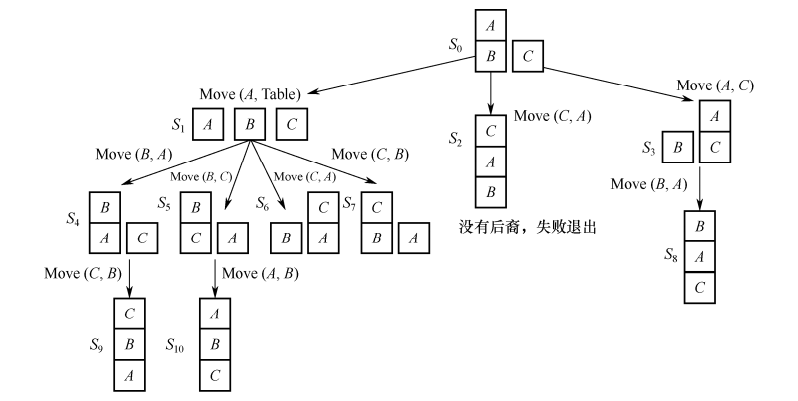 A
S0 B C
Move (A, Table)
Move (A, C)
S1 A B C
Move (C, A)
S2 C
A
B
A
S3 B C
Move (B, A)
Move (B, C)
Move (C, A)
Move (C, B)
Move (B, A)
S4 B
A C
S5 B
C A
S6 C
B A
S7 C
B A
没有后裔，失败退出
B
S8 A
C
Move (C, B)
Move (A, B)
C
S9 B
A
A
S10 B
C